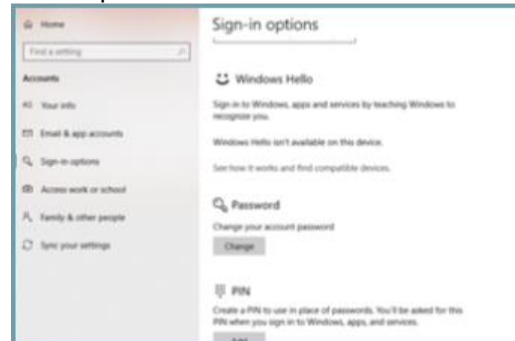 Home
Find a setting
Accounts
Your info
Email & app accounts
Sign-in options
Access work or school
Family & other people
Sync your settings
Sign-in options
Windows Hello
Sign in to Windows, apps and services by teaching Windows to
recognize you.
Windows Hello isn't available on this device.
See how it works and find compatible devices.
Password
Change your account password
Change
PIN
Create a PIN to use in place of passwords. You'll be asked for this
PIN when you sign in to Windows, apps, and services.
Add